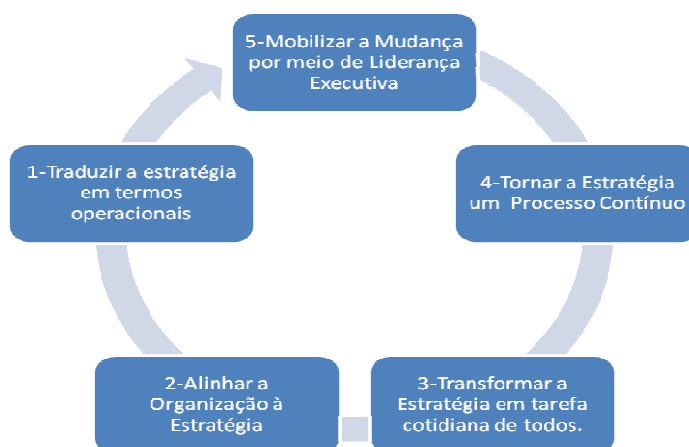 5-Mobilizar a Mudança
por meio de Liderança
Executiva
1-Traduzir a estratégia
em termos
operacionais
4-Tornar a Estratégia
um Processo Contínuo
2-Alinhar a
Organização à
Estratégia
3-Transformar a
Estratégia em tarefa
cotidiana de todos.